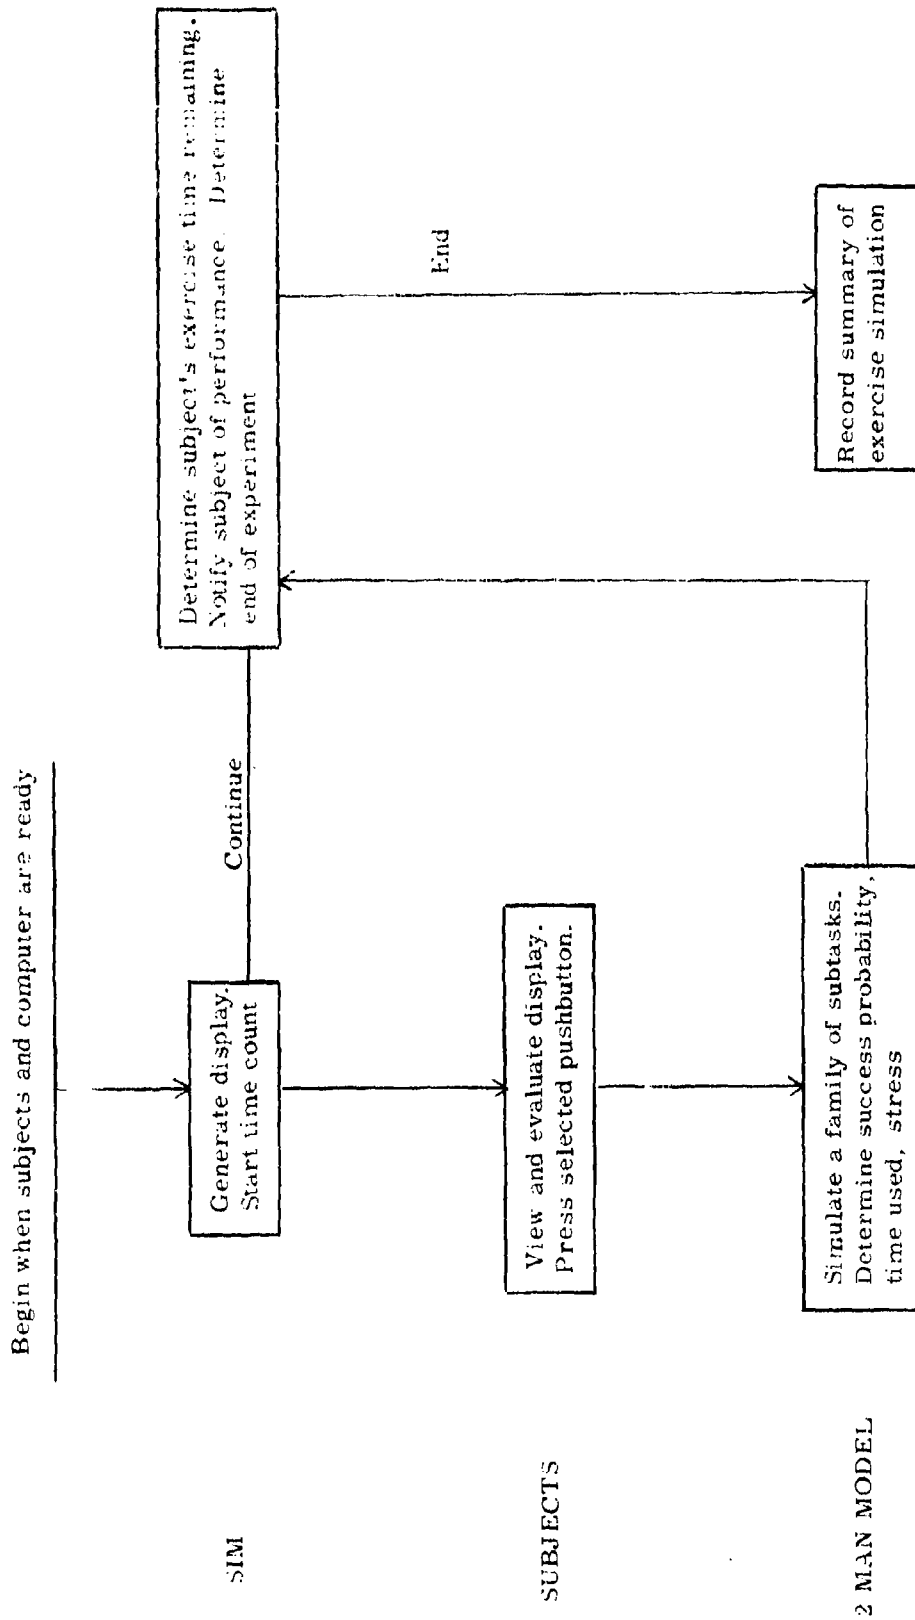 Begin when subjects and computer are ready
SIM
Generate display.
Start time count
Continue
Determine subject's exercise time remaining.
Notify subject of performance. Determine
end of experiment
End
SUBJECTS
View and evaluate display.
Press selected pushbutton.
2 MAN MODEL
Simulate a family of subtasks.
Determine success probability,
time used, stress
Record summary of
exercise simulation